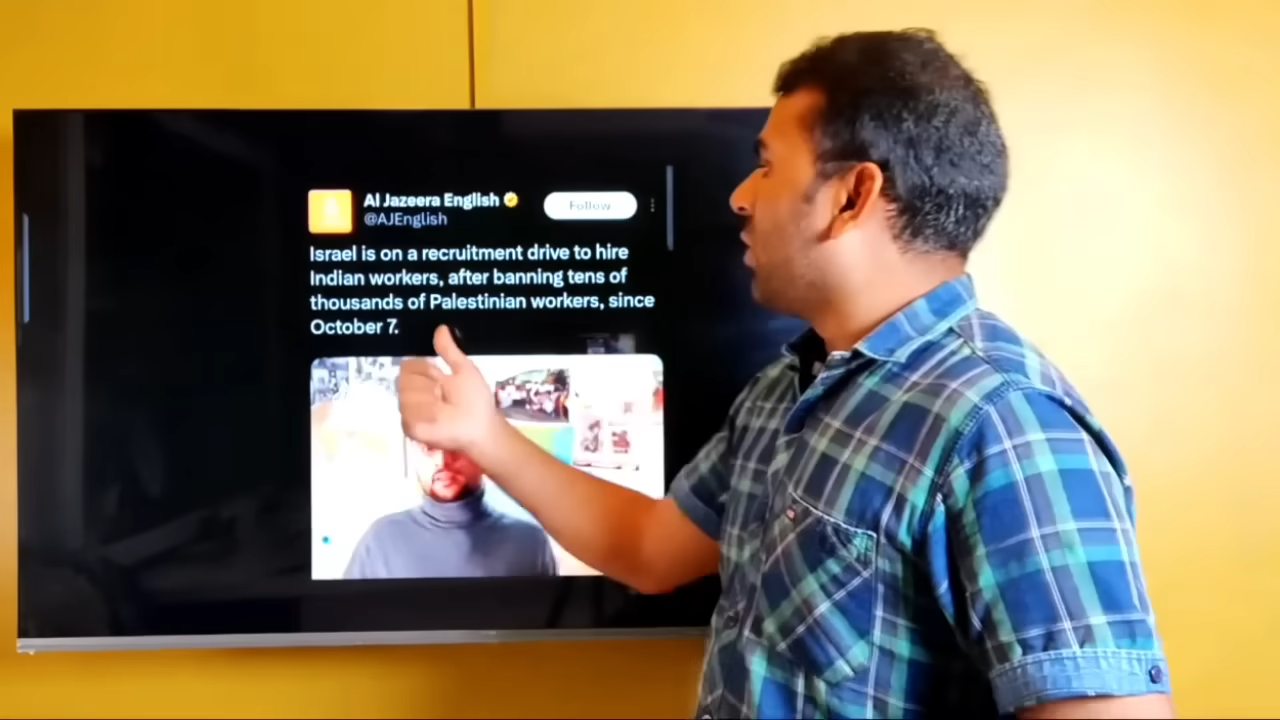 Al Jazeera English
@AJEnglish
Follow
Israel is on a recruitment drive to hire
Indian workers, after banning tens of
thousands of Palestinian workers, since
October 7.